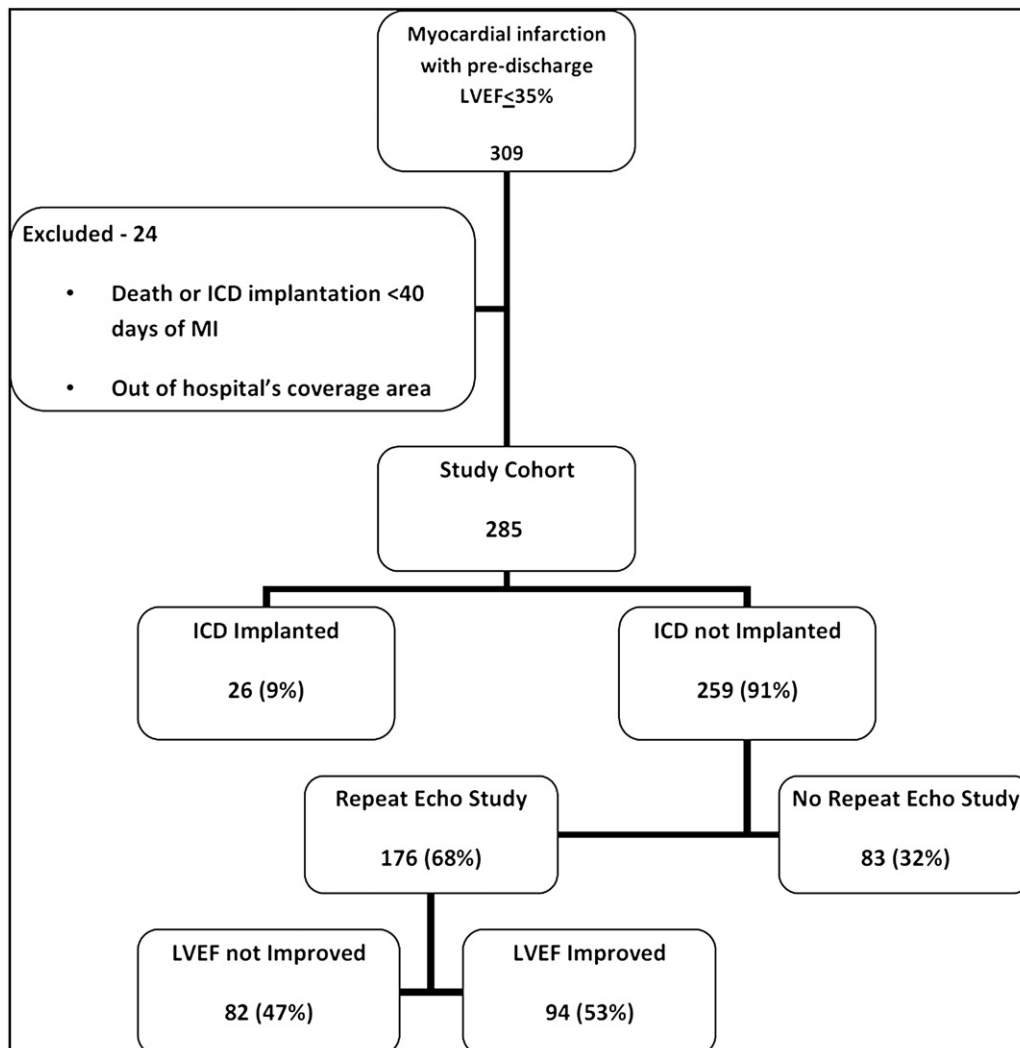 Myocardial infarction
with pre-discharge
LVEF≤35%
309
Excluded - 24
• Death or ICD implantation <40
days of MI
• Out of hospital’s coverage area
Study Cohort
285
ICD Implanted
26 (9%)
ICD not Implanted
259 (91%)
Repeat Echo Study
176 (68%)
No Repeat Echo Study
83 (32%)
LVEF not Improved
82 (47%)
LVEF Improved
94 (53%)